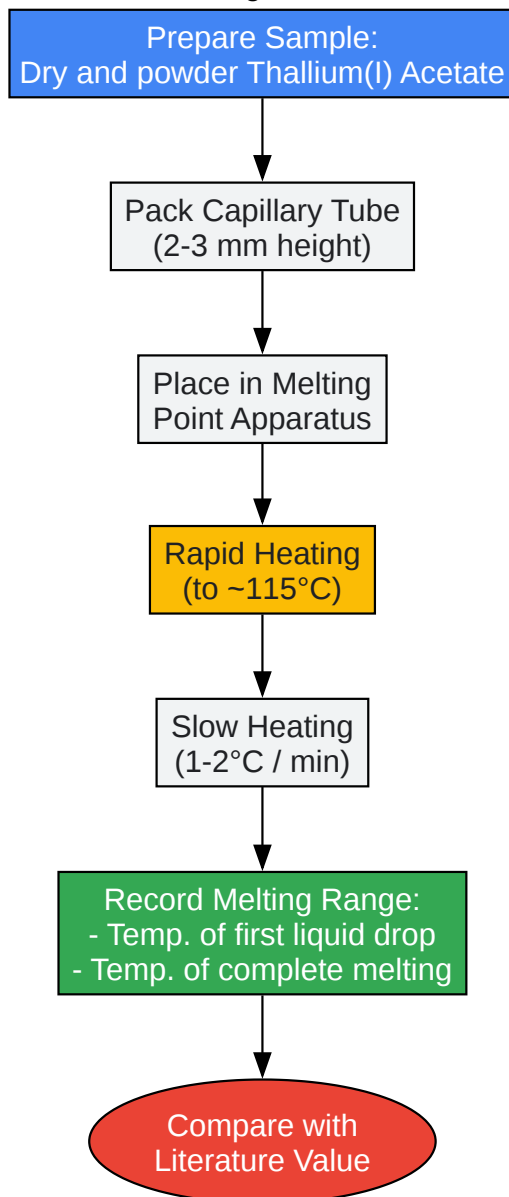 Prepare Sample:
Dry and powder Thallium(I) Acetate
Pack Capillary Tube
(2-3 mm height)
Place in Melting
Point Apparatus
Rapid Heating
(to ~115°C)
Slow Heating
(1-2°C / min)
Record Melting Range:
- Temp. of first liquid drop
- Temp. of complete melting
Compare with
Literature Value